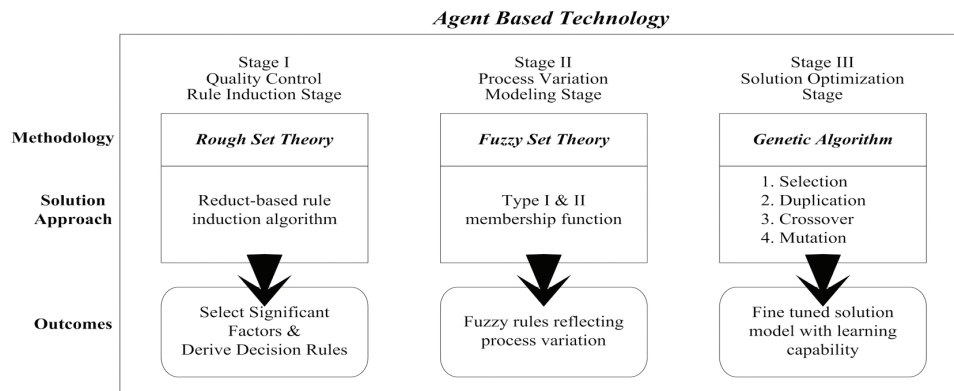 Agent Based Technology
Stage I
Quality Control
Rule Induction Stage
Stage II
Process Variation
Modeling Stage
Stage III
Solution Optimization
Stage
Methodology
Rough Set Theory
Fuzzy Set Theory
Genetic Algorithm
Solution
Approach
Reduct-based rule
induction algorithm
Type I & II
membership function
1. Selection
2. Duplication
3. Crossover
4. Mutation
Outcomes
Select Significant
Factors &
Derive Decision Rules
Fuzzy rules reflecting
process variation
Fine tuned solution
model with learning
capability